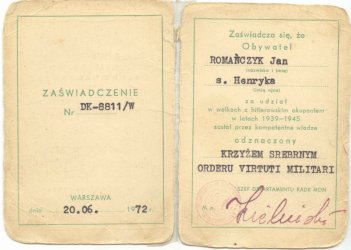 ZAŚWIADCZENIE
Nr DK-8811/W
WARSZAWA
dnia 20.06. 1972
Zaświadcza się, że
Obywatel
ROMAŃCZYK Jan
(nazwisko i imię)
s. Henryka
(imię ojca)
za udział
w walkach z hitlerowskim okupantem
w latach 1939-1945
został przez kompetentne władze
odznaczony
KRZYŻEM SREBRNYM
ORDERU VIRTUTI MILITARI
SZEF DEPARTAMENTU KADR MON
M.p.